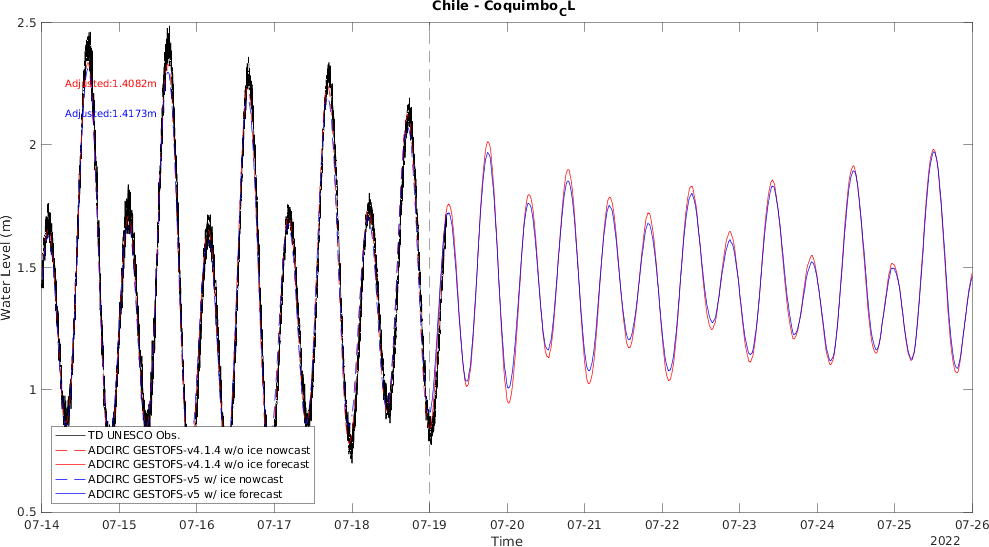 Chile - Coquimbo_CL
2.5
2
1.5
1
0.5
Water Level (m)
Adjusted:1.4082m
Adjusted:1.4173m
TD UNESCO Obs.
ADCIRC GESTOFS-v4.1.4 w/o ice nowcast
ADCIRC GESTOFS-v4.1.4 w/o ice forecast
ADCIRC GESTOFS-v5 w/ ice nowcast
ADCIRC GESTOFS-v5 w/ ice forecast
07-14 07-15 07-16 07-17 07-18 07-19 07-20 07-21 07-22 07-23 07-24 07-25 07-26
Time
2022